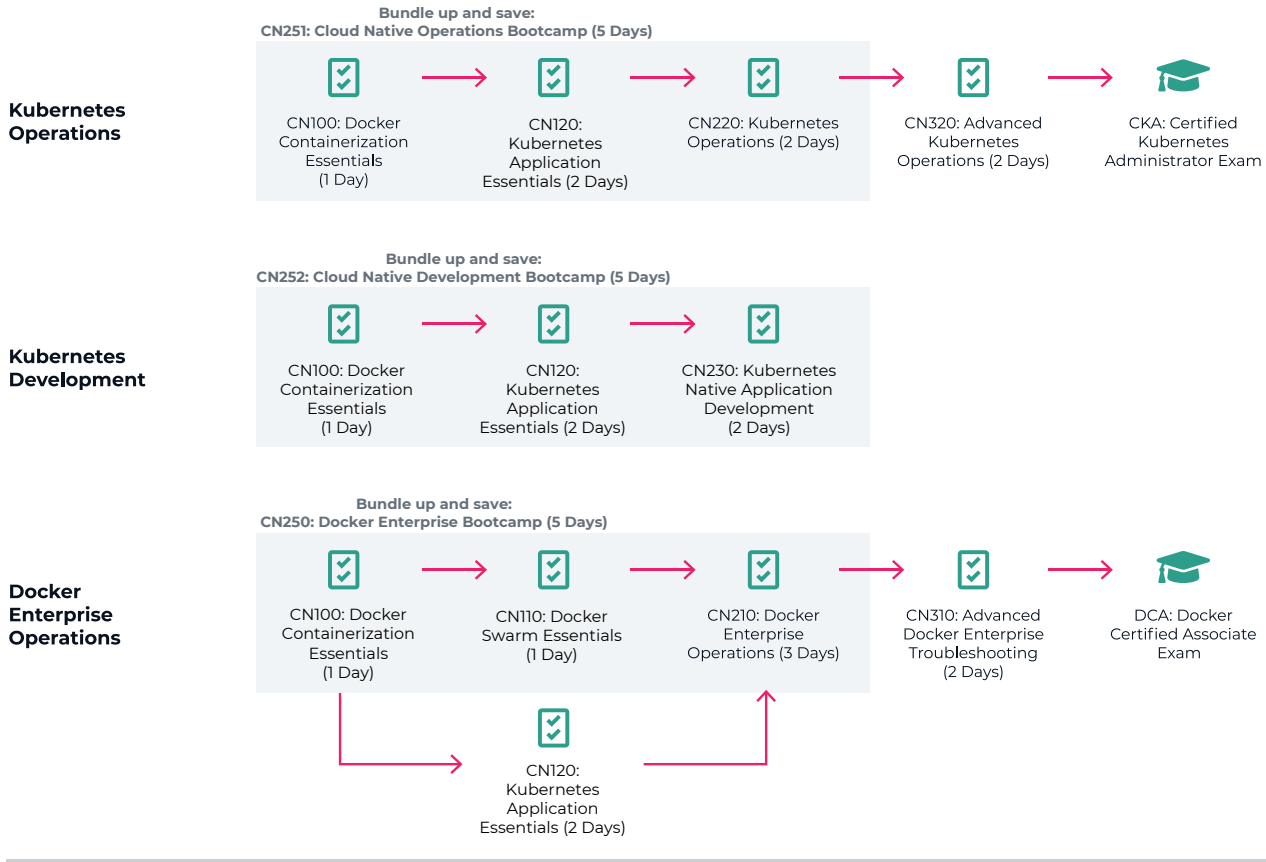 Bundle up and save:
CN251: Cloud Native Operations Bootcamp (5 Days)
Kubernetes
Operations
CN100: Docker
Containerization
Essentials
(1 Day)
CN120:
Kubernetes
Application
Essentials (2 Days)
CN220: Kubernetes
Operations (2 Days)
CN320: Advanced
Kubernetes
Operations (2 Days)
CKA: Certified
Kubernetes
Administrator Exam
Bundle up and save:
CN252: Cloud Native Development Bootcamp (5 Days)
Kubernetes
Development
CN100: Docker
Containerization
Essentials
(1 Day)
CN120:
Kubernetes
Application
Essentials (2 Days)
CN230: Kubernetes
Native Application
Development
(2 Days)
Bundle up and save:
CN250: Docker Enterprise Bootcamp (5 Days)
Docker
Enterprise
Operations
CN100: Docker
Containerization
Essentials
(1 Day)
CN110: Docker
Swarm Essentials
(1 Day)
CN210: Docker
Enterprise
Operations (3 Days)
CN310: Advanced
Docker Enterprise
Troubleshooting
(2 Days)
DCA: Docker
Certified Associate
Exam
CN120:
Kubernetes
Application
Essentials (2 Days)